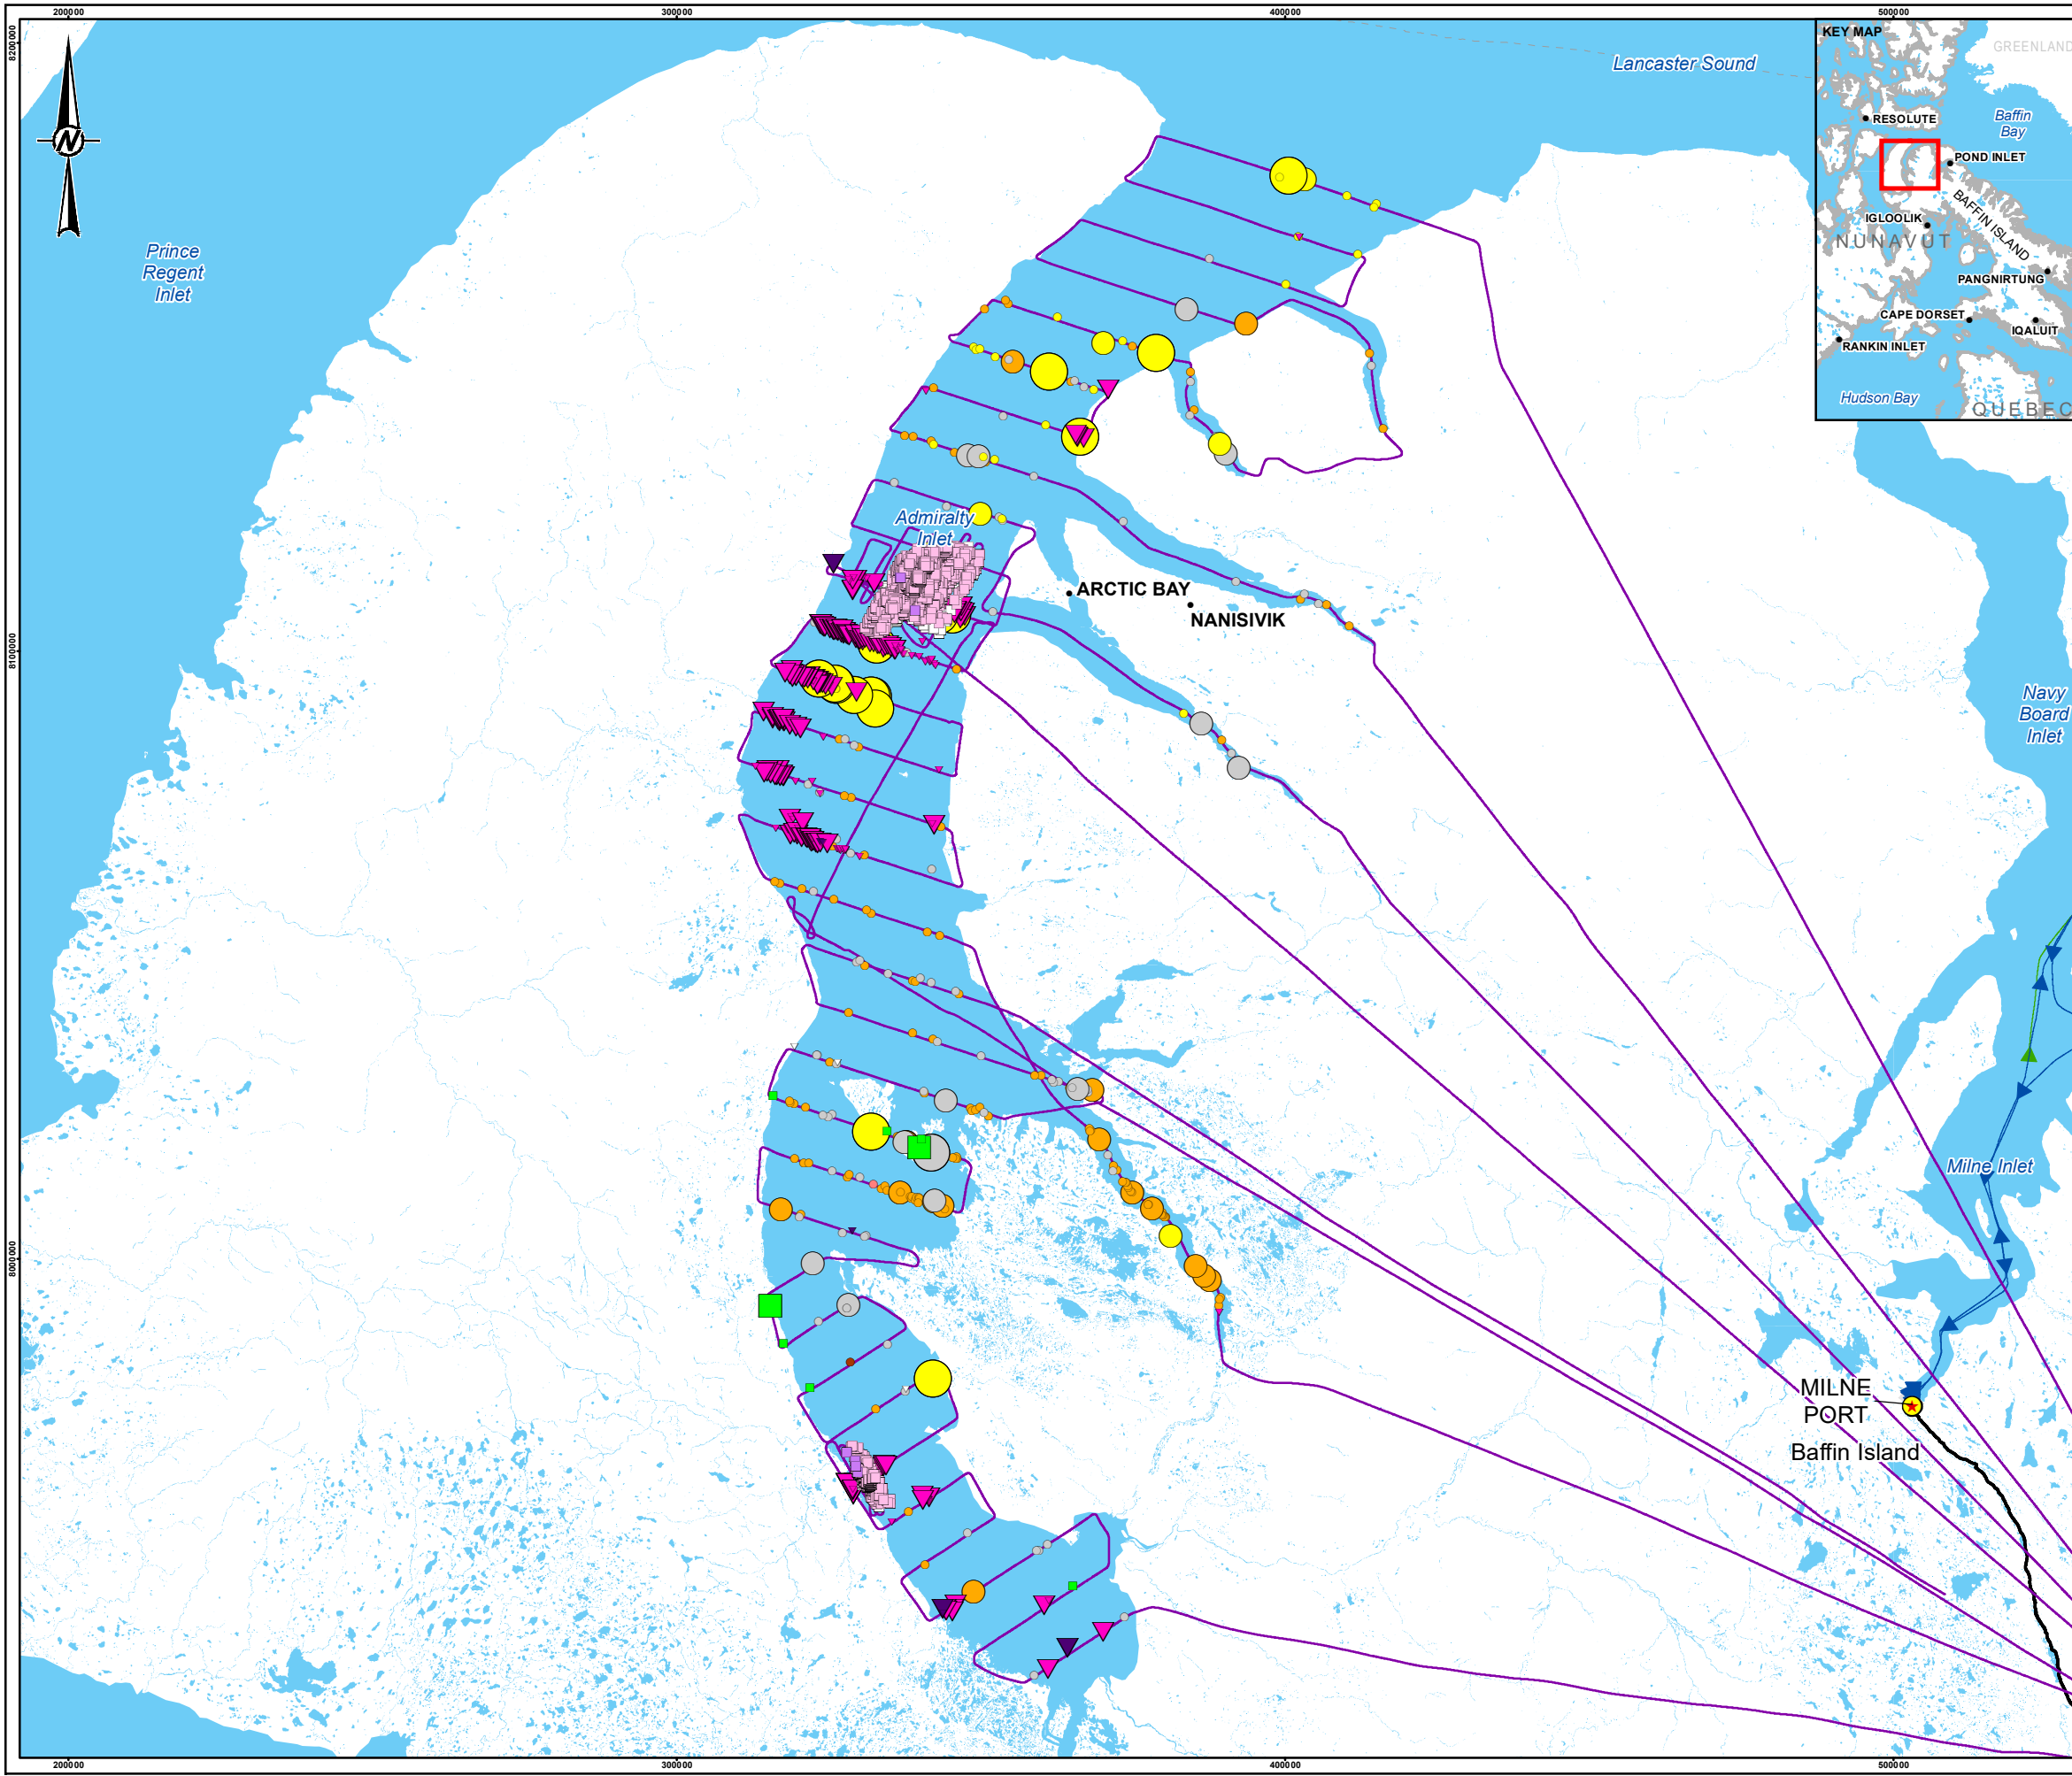 200000
300000
400000
500000
8200000
8100000
8000000
N
Lancaster Sound
Prince
Regent
Inlet
KEY MAP
GREENLAND
Baffin
Bay
RESOLUTE
POND INLET
BAFFIN ISLAND
IGLOOLIK
NUNAVUT
PANGNIRTUNG
CAPE DORSET
IQALUIT
RANKIN INLET
Hudson Bay
QUEBEC
Admiralty
Inlet
ARCTIC BAY
NANISIVIK
Navy
Board
Inlet
Milne Inlet
MILNE
PORT
Baffin Island
200000
300000
400000
500000